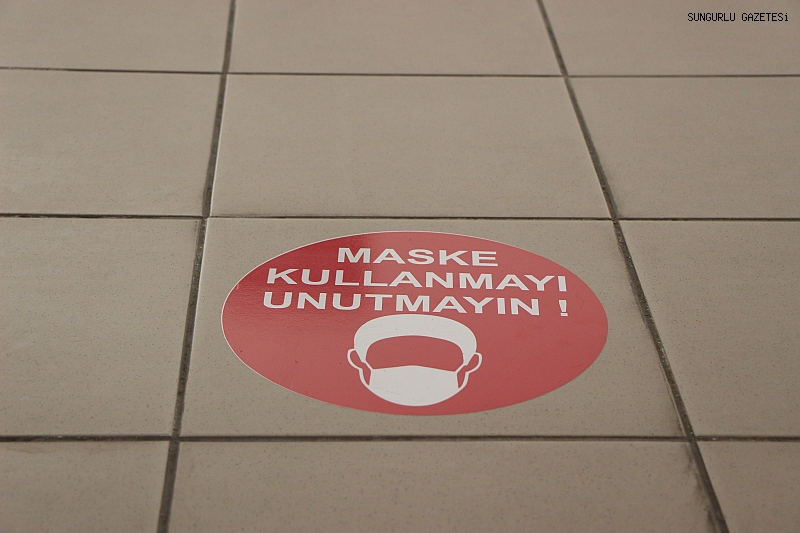 SUNGURLU GAZETESi
MASKE
KULLANMAYI
UNUTMAYIN !